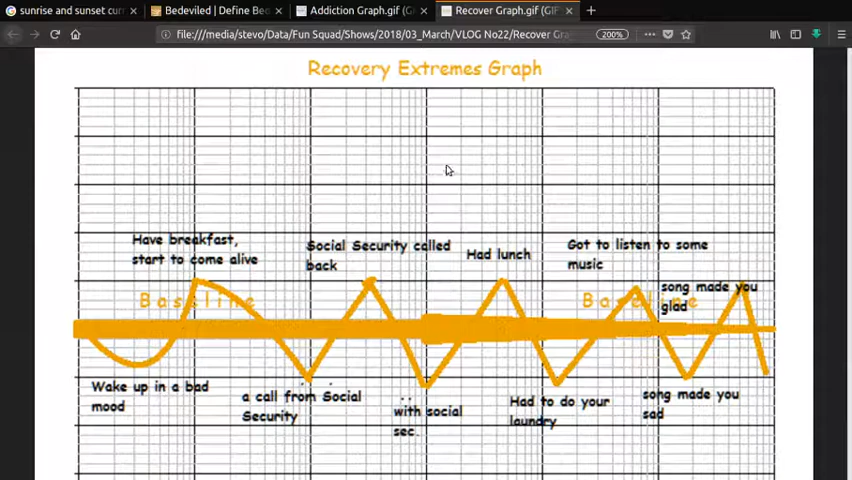 sunrise and sunset curr
Bedeviled | Define Bed
Addiction Graph.gif (G
Recover Graph.gif (GIF
file:///media/stevo/Data/Fun Squad/Shows/2018/03_March/VLOG No22/Recover Gra
200%
Recovery Extremes Graph
Have breakfast,
start to come alive
Social Security called
back
Had lunch
Got to listen to some
music
song made you
glad
Baseline
Baseline
Wake up in a bad
mood
a call from Social
Security
with social
sec.
Had to do your
laundry
song made you
sad